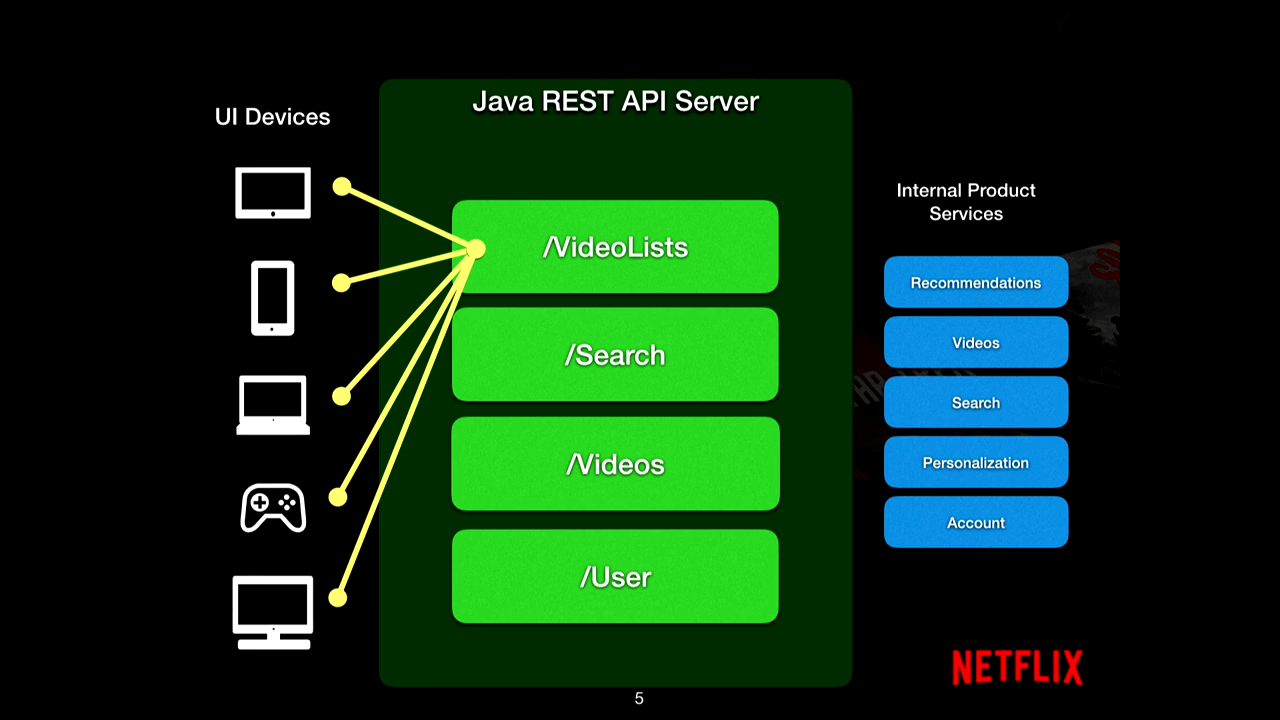 Java REST API Server
UI Devices
/VideoLists
/Search
/Videos
/User
Internal Product
Services
Recommendations
Videos
Search
Personalization
Account
NETFLIX
5